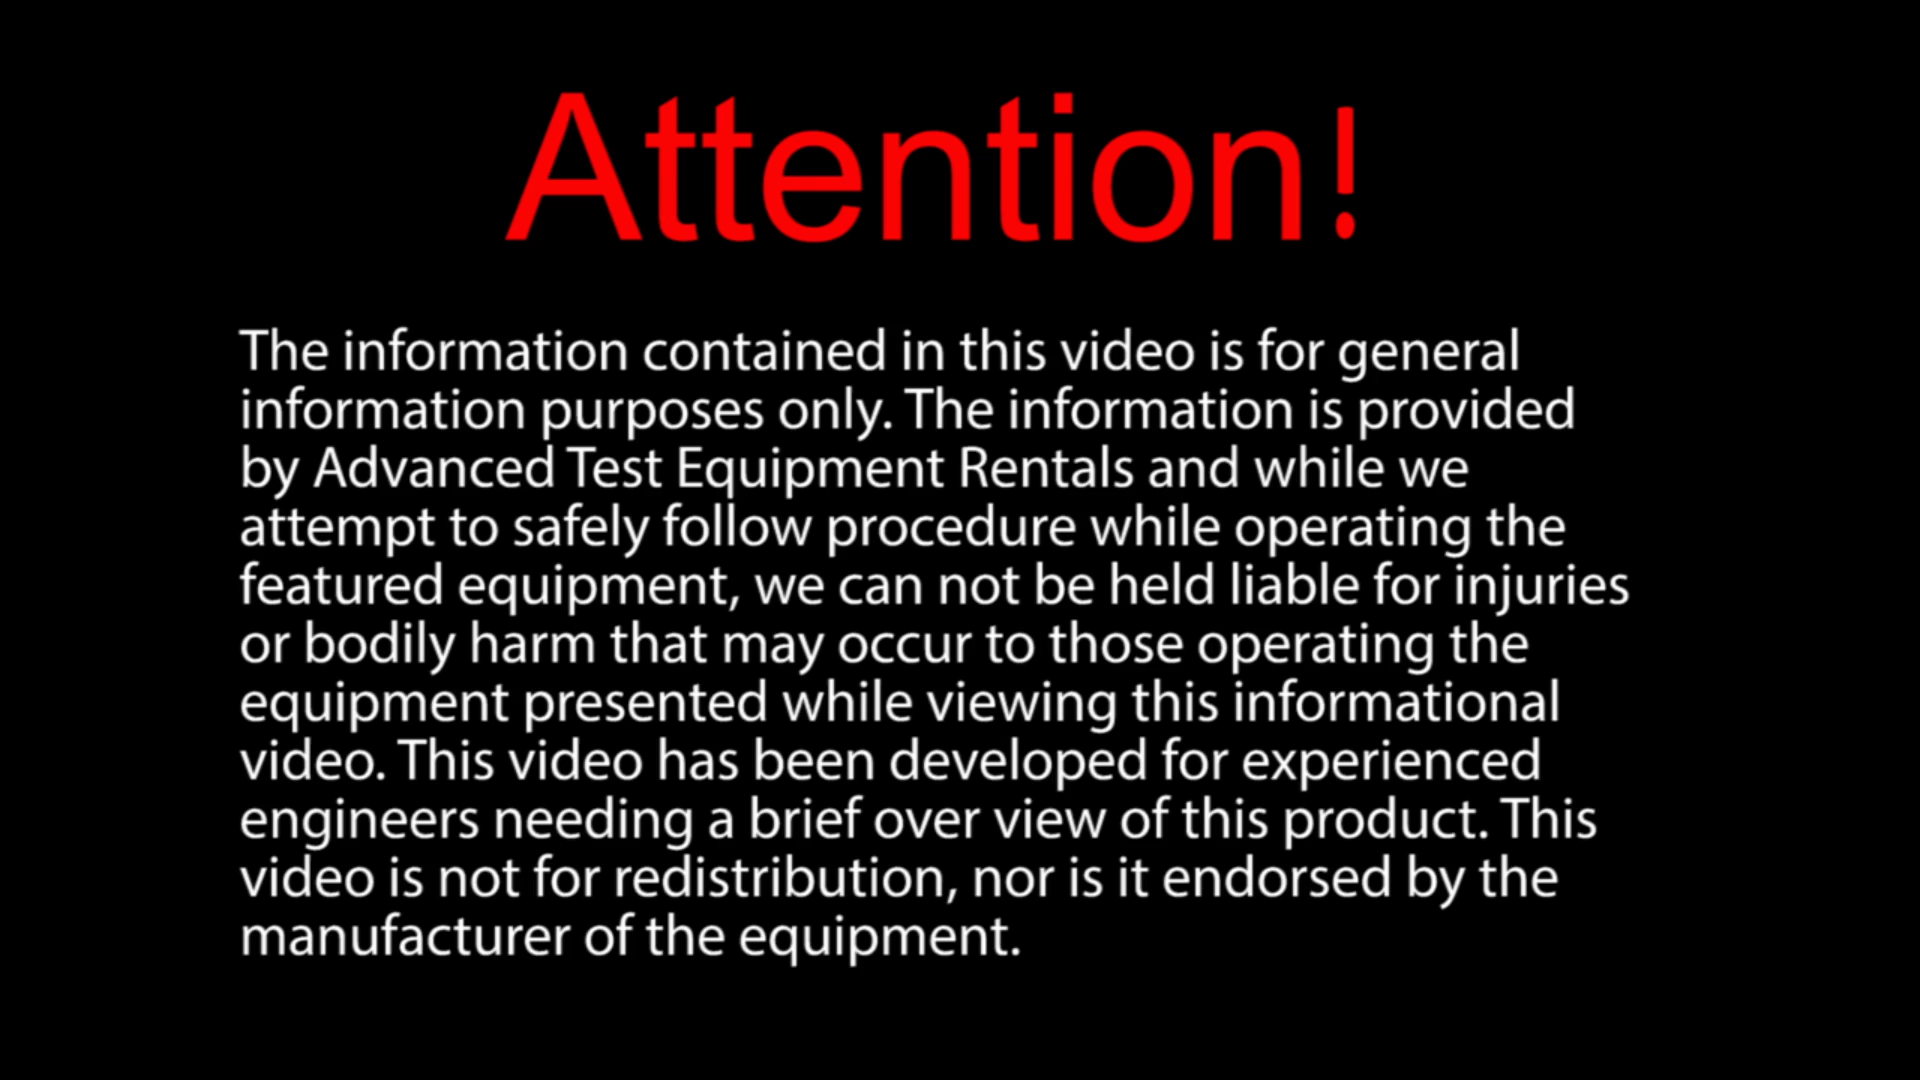 Attention!
The information contained in this video is for general
information purposes only. The information is provided
by Advanced Test Equipment Rentals and while we
attempt to safely follow procedure while operating the
featured equipment, we can not be held liable for injuries
or bodily harm that may occur to those operating the
equipment presented while viewing this informational
video. This video has been developed for experienced
engineers needing a brief over view of this product. This
video is not for redistribution, nor is it endorsed by the
manufacturer of the equipment.